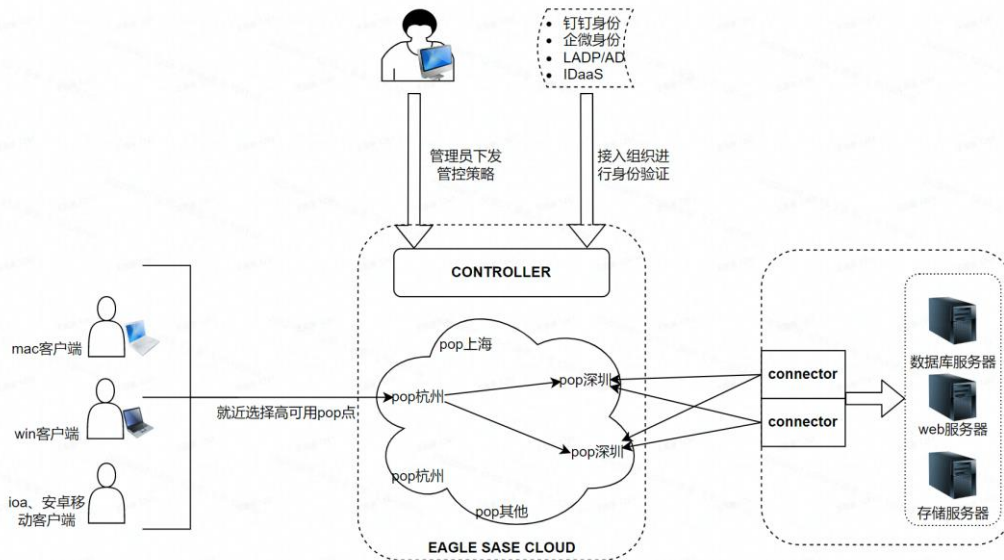 钉钉身份
企微身份
LADP/AD
IDaaS
管理员下发
管控策略
接入组织进
行身份验证
CONTROLLER
mac客户端
win客户端
ioa、安卓移
动客户端
就近选择高可用pop点
pop上海
pop杭州
pop深圳
pop深圳
pop杭州
pop其他
EAGLE SASE CLOUD
connector
connector
数据库服务器
web服务器
存储服务器